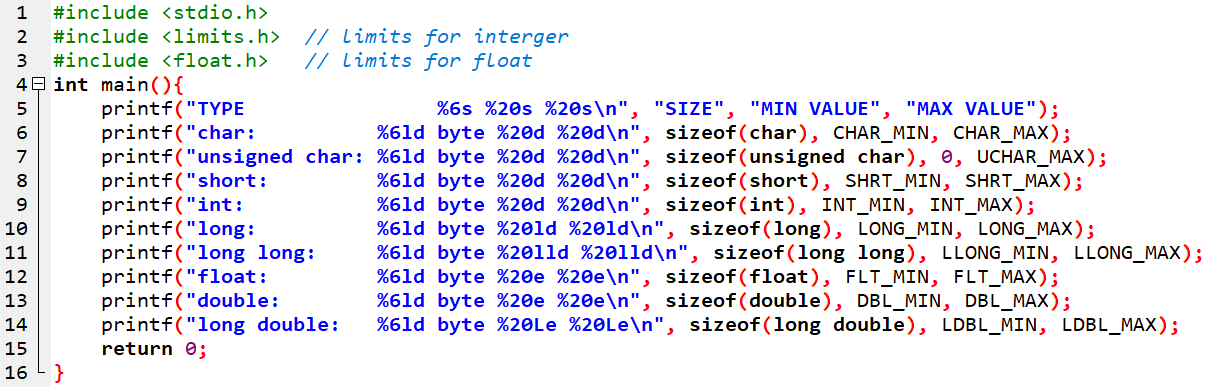 1 #include <stdio.h>
2 #include <limits.h>  // limits for interger
3 #include <float.h>   // limits for float
4 int main(){
5     printf("TYPE                %6s %20s %20s\n", "SIZE", "MIN VALUE", "MAX VALUE");
6     printf("char:          %6ld byte %20d %20d\n", sizeof(char), CHAR_MIN, CHAR_MAX);
7     printf("unsigned char: %6ld byte %20d %20d\n", sizeof(unsigned char), 0, UCHAR_MAX);
8     printf("short:         %6ld byte %20d %20d\n", sizeof(short), SHRT_MIN, SHRT_MAX);
9     printf("int:           %6ld byte %20d %20d\n", sizeof(int), INT_MIN, INT_MAX);
10     printf("long:          %6ld byte %20ld %20ld\n", sizeof(long), LONG_MIN, LONG_MAX);
11     printf("long long:     %6ld byte %20lld %20lld\n", sizeof(long long), LLONG_MIN, LLONG_MAX);
12     printf("float:         %6ld byte %20e %20e\n", sizeof(float), FLT_MIN, FLT_MAX);
13     printf("double:        %6ld byte %20e %20e\n", sizeof(double), DBL_MIN, DBL_MAX);
14     printf("long double:   %6ld byte %20Le %20Le\n", sizeof(long double), LDBL_MIN, LDBL_MAX);
15     return 0;
16 }